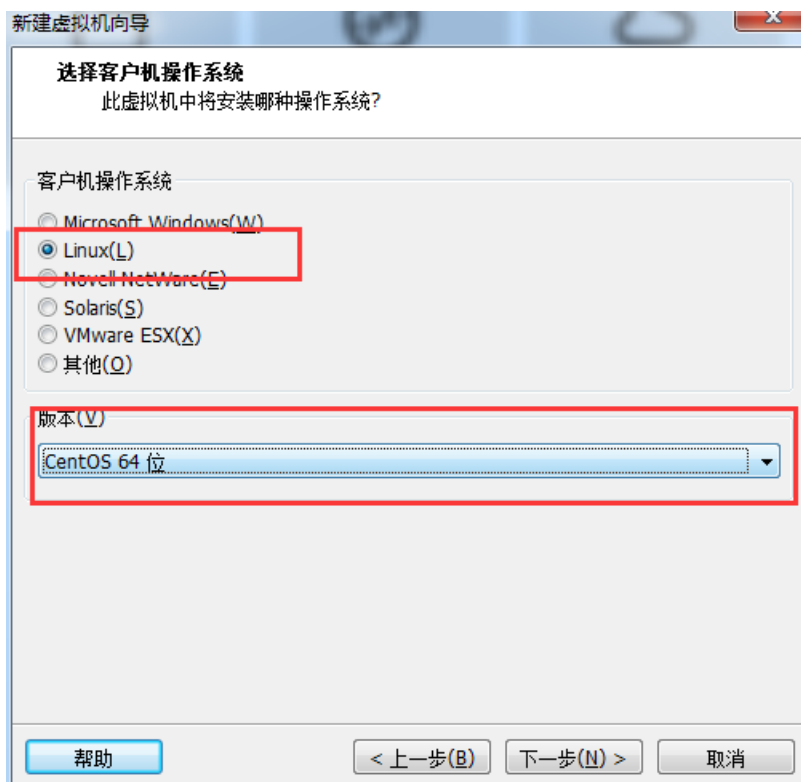 新建虚拟机向导
选择客户机操作系统
此虚拟机中将安装哪种操作系统?
客户机操作系统
Microsoft Windows(W)
Linux(L)
Novell NetWare(E)
Solaris(S)
VMware ESX(X)
其他(O)
版本(V)
CentOS 64 位
帮助
< 上一步(B)
下一步(N) >
取消